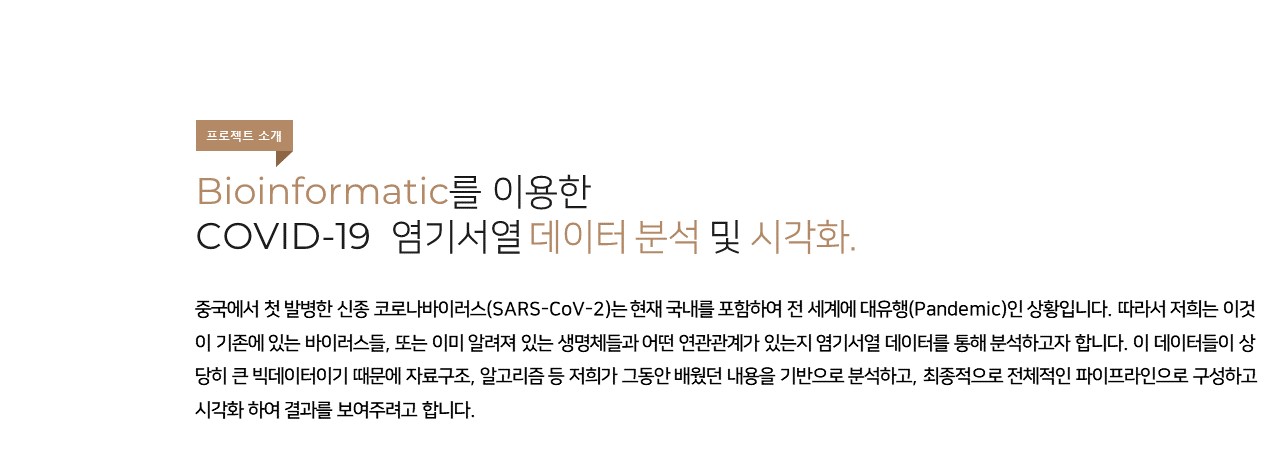 프로젝트 소개
Bioinformatic를 이용한
COVID-19 염기서열 데이터 분석 및 시각화.
중국에서 첫 발병한 신종 코로나바이러스(SARS-CoV-2)는 현재 국내를 포함하여 전 세계에 대유행(Pandemic)인 상황입니다. 따라서 저희는 이것
이 기존에 있는 바이러스들, 또는 이미 알려져 있는 생명체들과 어떤 연관관계가 있는지 염기서열 데이터를 통해 분석하고자 합니다. 이 데이터들이 상
당히 큰 빅데이터이기 때문에 자료구조, 알고리즘 등 저희가 그동안 배웠던 내용을 기반으로 분석하고, 최종적으로 전체적인 파이프라인으로 구성하고
시각화 하여 결과를 보여주려고 합니다.